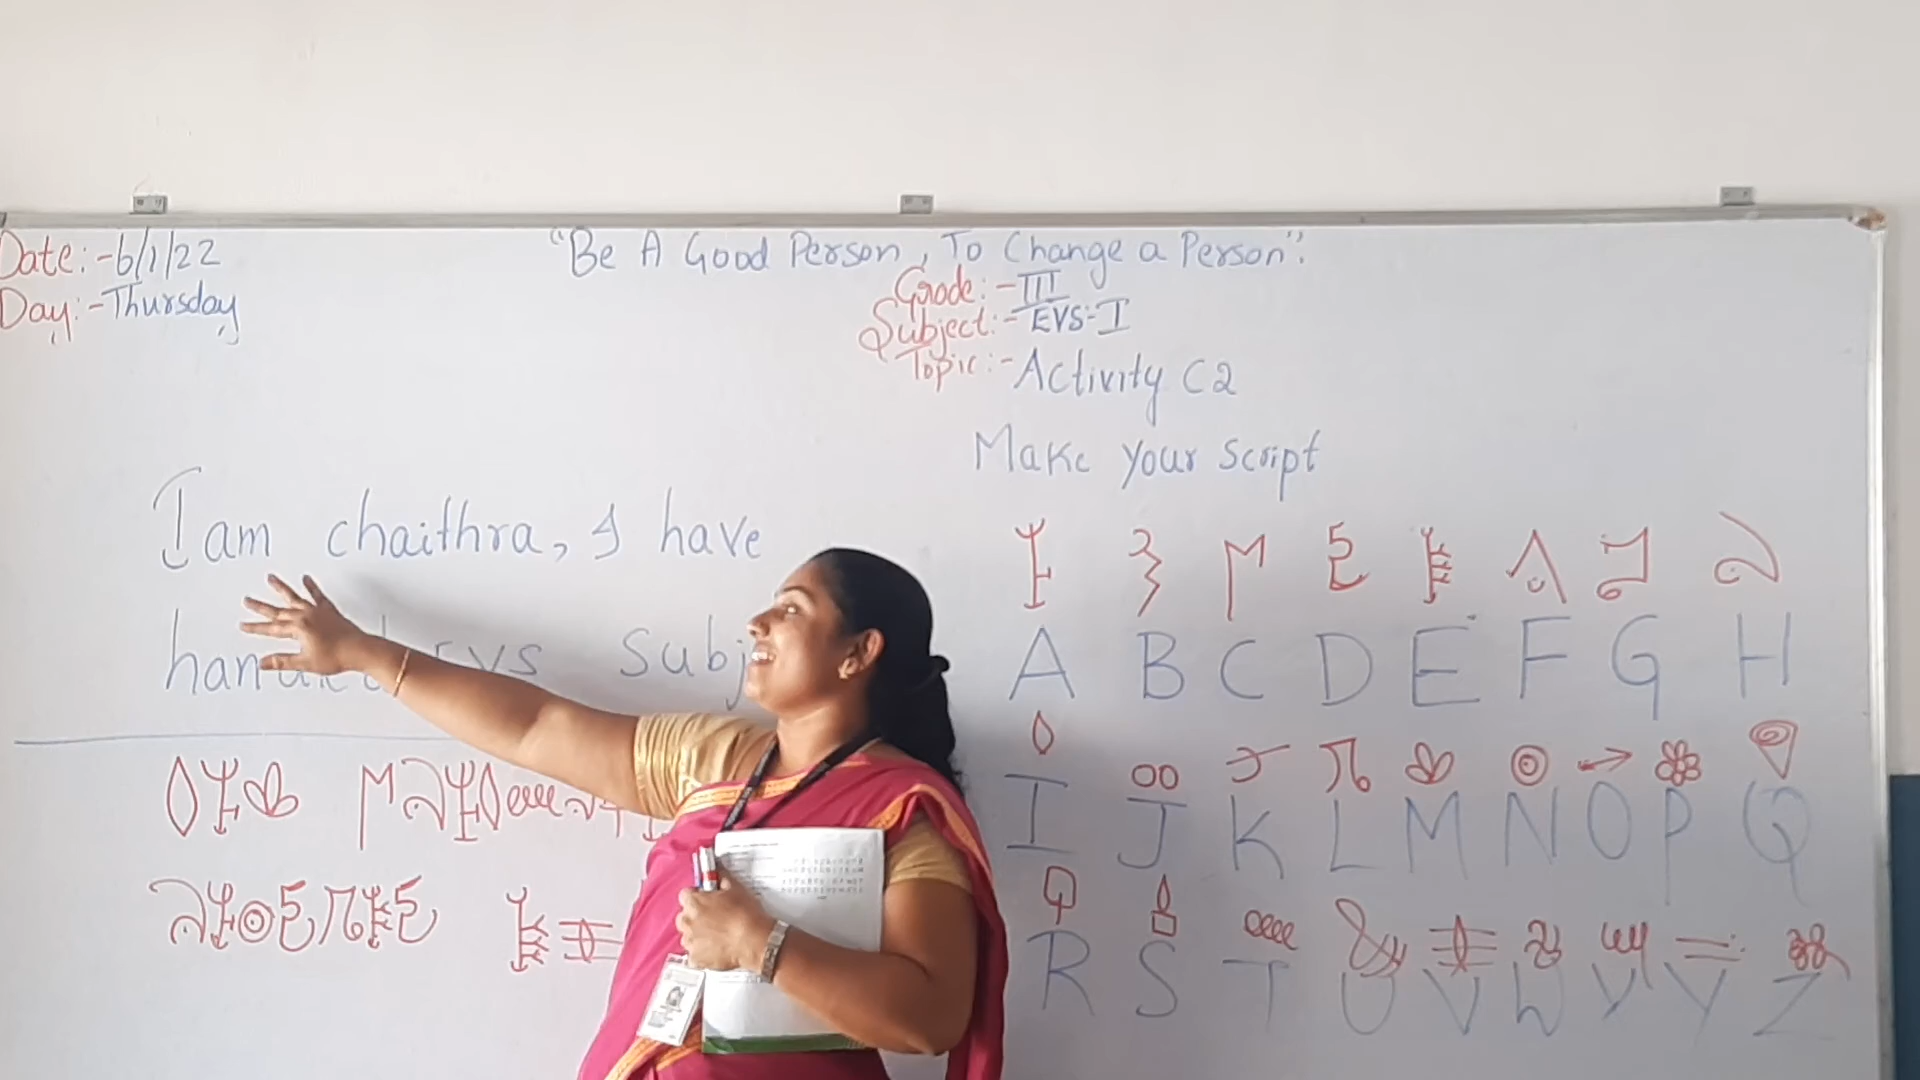 Date:-6/1/22
Day:-Thursday
"Be A Good Person, To Change a Person".
Grade:-III
Subject:-EVS-I
Topic:-Activity C2
Make your script
I am chaithra, I have
EVS Subj
A B C D E F G H
I J K L M N O P Q
R S T U V W X Y Z